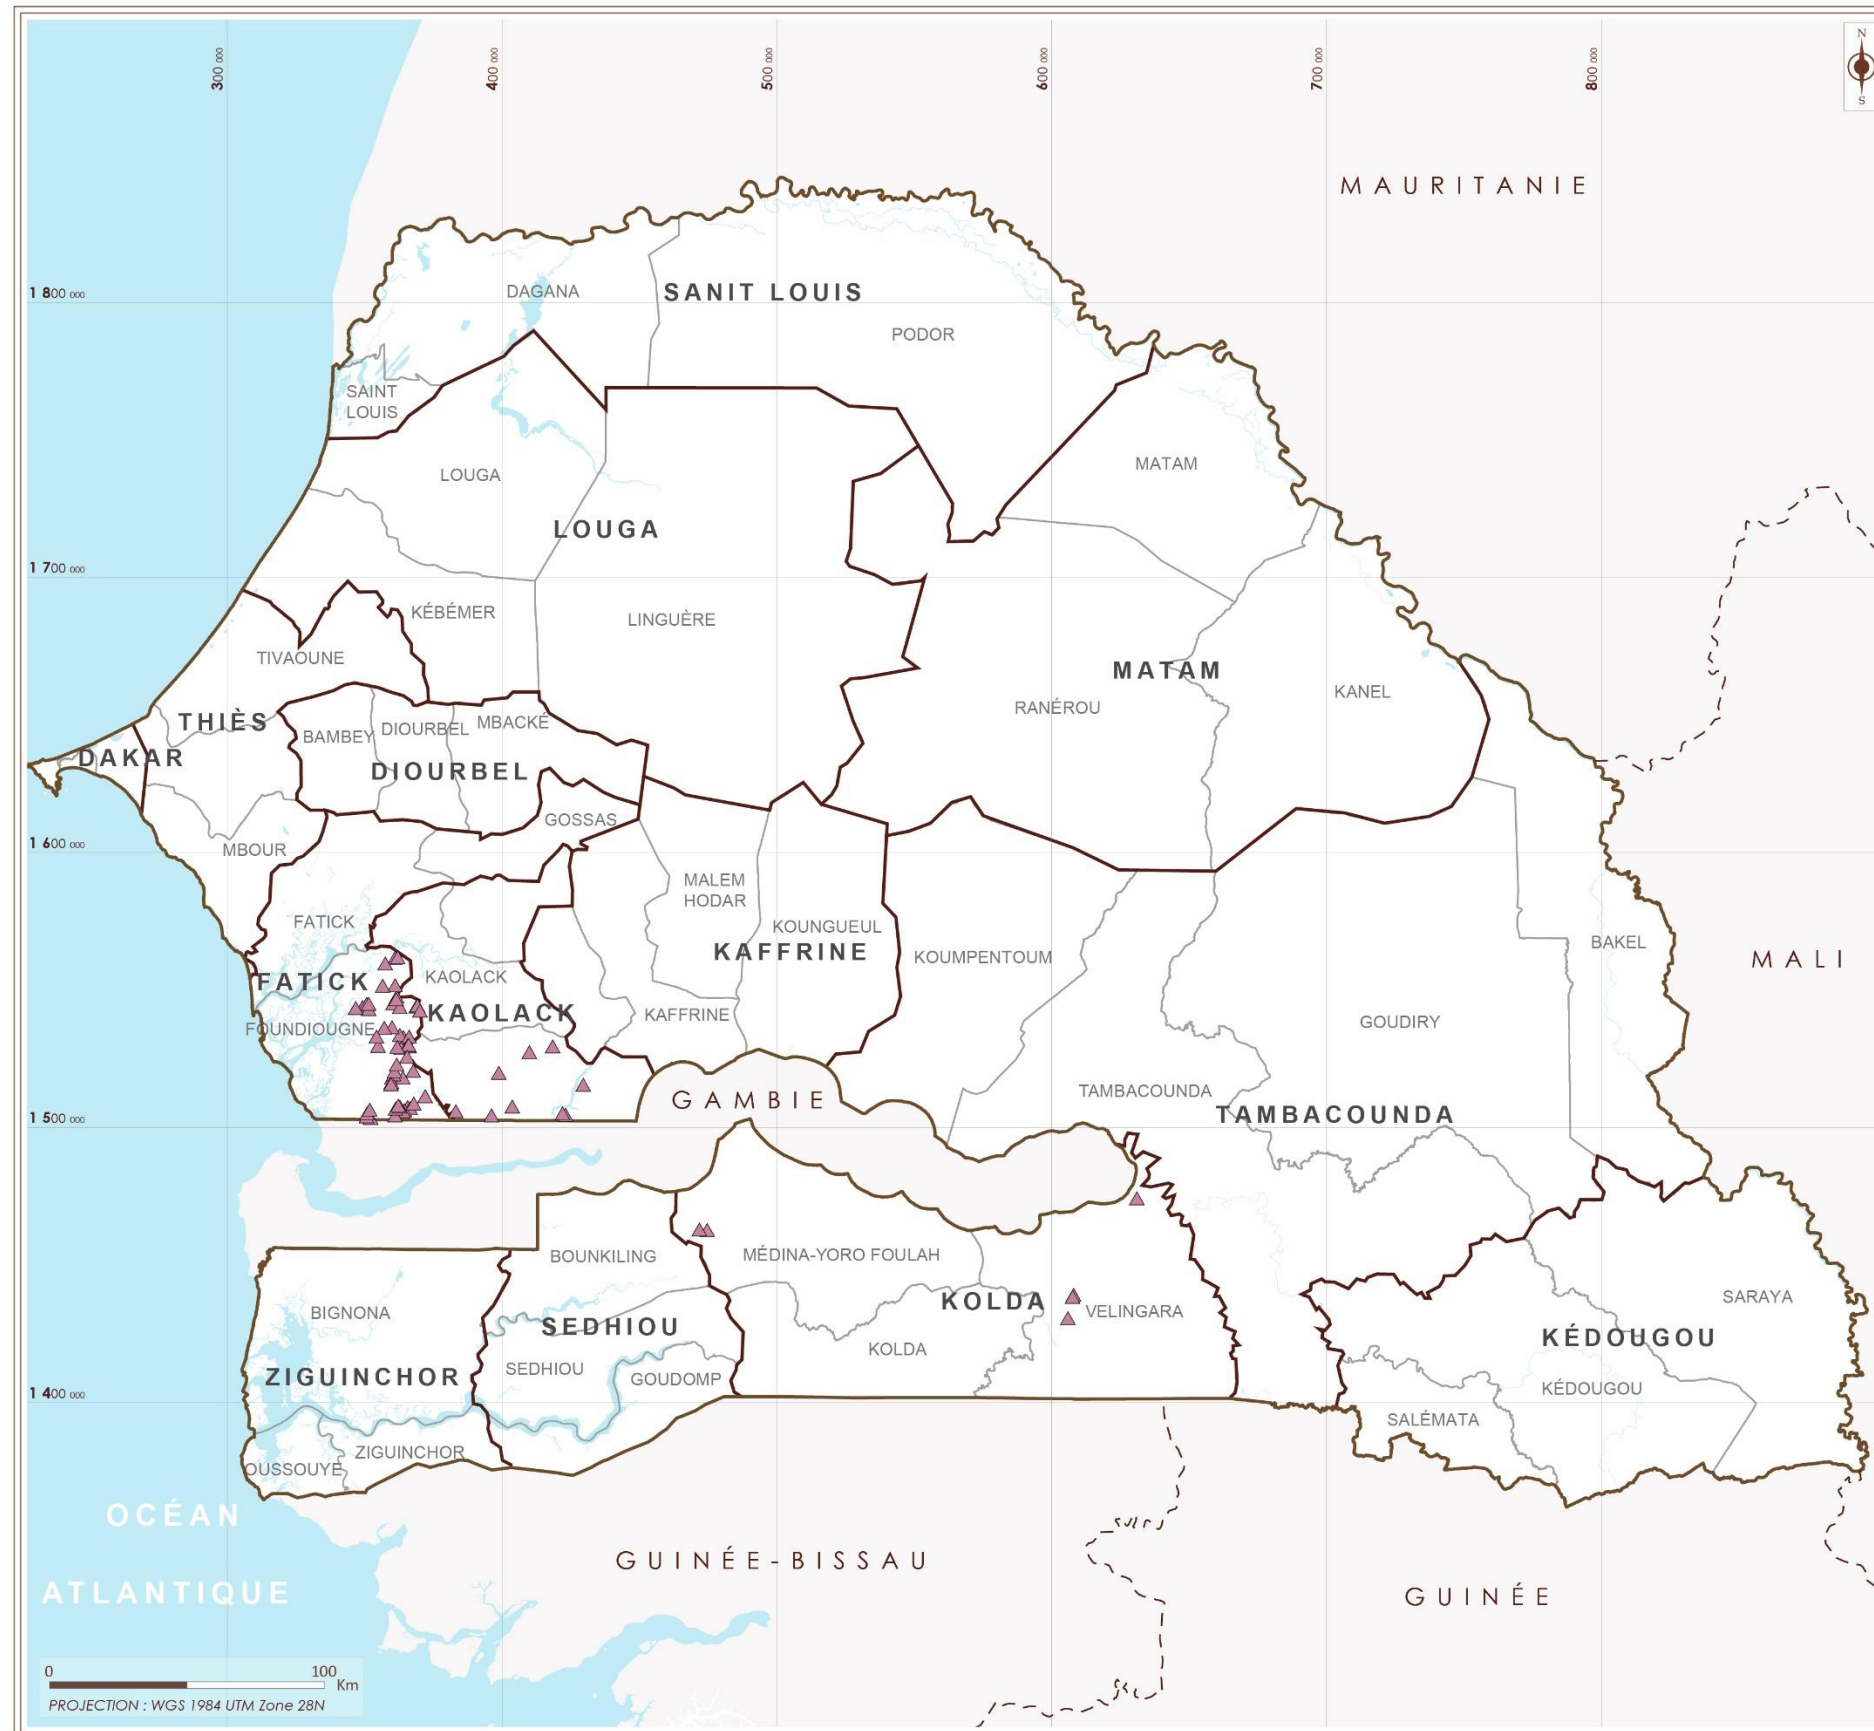 300 000
400 000
500 000
600 000
700 000
800 000
N
S
MAURITANIE
1 800 000
DAGANA
SANIT LOUIS
PODOR
SAINT
LOUIS
MATAM
LOUGA
LOUGA
1 700 000
KÉBÉMER
LINGUÈRE
TIVAOUNE
MATAM
KANEL
RANÉROU
THIÈS
BAMBEY
DIOURBEL
MBACKÉ
DAKAR
DIOURBEL
GOSSAS
1 600 000
MBOUR
MALEM
HODAR
FATICK
KOUNGUEUL
KAFFRINE
KOUMPENTOUM
BAKEL
MALI
FATICK
KAOLACK
KAOLACK
KAFFRINE
FOUNDIOUGNE
GOUDIRY
TAMBACOUNDA
GAMBIE
TAMBACOUNDA
1 500 000
BOUNKILING
MÉDINA-YORO FOULAH
BIGNONA
KOLDA
VELINGARA
SARAYA
SEDHIOU
KÉDOUGOU
KOLDA
ZIGUINCHOR
SEDHIOU
GOUDOMP
KÉDOUGOU
1 400 000
SALÉMATA
ZIGUINCHOR
OUSSOUYE
OCÉAN
ATLANTIQUE
GUINÉE-BISSAU
GUINÉE
0 100
Km
PROJECTION : WGS 1984 UTM Zone 28N